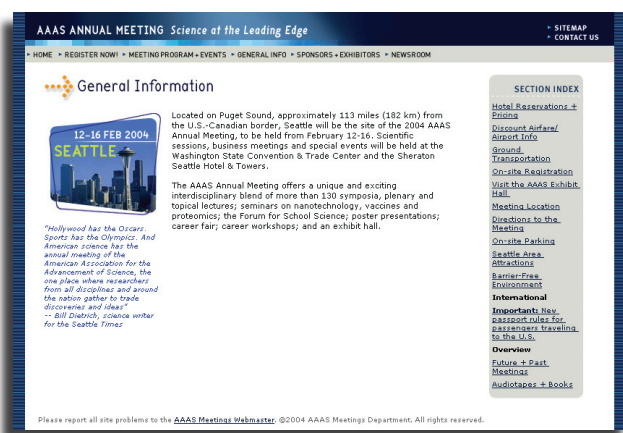 AAAS ANNUAL MEETING Science at the Leading Edge
SITEMAP
CONTACT US
HOME
REGISTER NOW!
MEETING PROGRAM+EVENTS
GENERAL INFO
SPONSORS+EXHIBITORS
NEWSROOM
General Information
12-16 FEB 2004
SEATTLE
"Hollywood has the Oscars.
Sports has the Olympics. And
American science has the
annual meeting of the
American Association for the
Advancement of Science, the
one place where researchers
from all disciplines and around
the nation gather to trade
discoveries and ideas"
-- Bill Dietrich, science writer
for the Seattle Times
Located on Puget Sound, approximately 113 miles (182 km) from
the U.S.-Canadian border, Seattle will be the site of the 2004 AAAS
Annual Meeting, to be held from February 12-16. Scientific
sessions, business meetings and special events will be held at the
Washington State Convention & Trade Center and the Sheraton
Seattle Hotel & Towers.
The AAAS Annual Meeting offers a unique and exciting
interdisciplinary blend of more than 130 symposia, plenary and
topical lectures; seminars on nanotechnology, vaccines and
proteomics; the Forum for School Science; poster presentations;
career fair; career workshops; and an exhibit hall.
SECTION INDEX
Hotel Reservations +
Pricing
Discount Airfare/
Airport Info
Ground
Transportation
On-site Registration
Visit the AAAS Exhibit
Hall
Meeting Location
Directions to the
Meeting
On-site Parking
Seattle Area
Attractions
Barrier-Free
Environment
International
Important: New
passport rules for
passengers traveling
to the U.S.
Overview
Future + Past
Meetings
Audiotapes + Books
Please report all site problems to the AAAS Meetings Webmaster. ©2004 AAAS Meetings Department. All rights reserved.